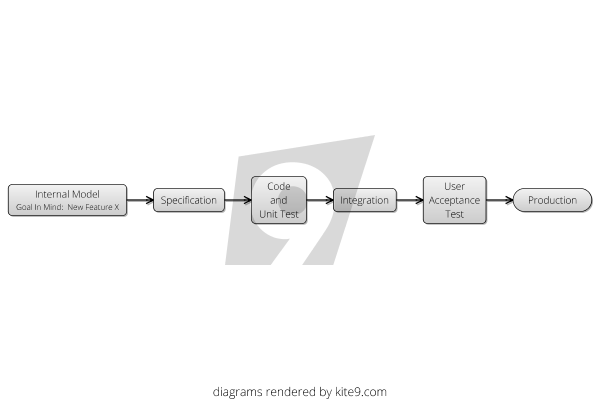 Internal Model
Goal In Mind: New Feature X
Specification
Code
and
Unit Test
Integration
User
Acceptance
Test
Production
diagrams rendered by kite9.com